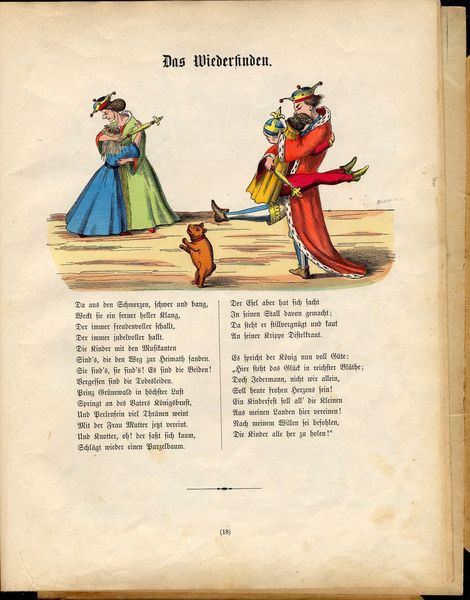 Das Wiederfinden.
Da aus den Schmerzen, schwer und bang,
Weckt sie ein ferner heller Klang,
Der immer freudenvoller schallt,
Der immer jubelvoller hallt.
Die Kinder mit den Musikanten
Sind's, die den Weg zur Heimath fanden.
Sie sind's, sie sind's! Es sind die Beiden!
Vergessen sind die Todesleiden.
Prinz Grünewald in höchster Lust
Springt an des Vaters Königsbrust,
Und Perlenfein viel Thränen weint
Mit der Frau Mutter jetzt vereint.
Und Knotter, oh! der faßt sich kaum,
Schlägt wieder einen Purzelbaum.
Der Esel aber hat sich sacht
In seinen Stall davon gemacht;
Da steht er stillvergnügt und kaut
An seiner Krippe Distelkraut.
Es spricht der König nun voll Güte:
„Hier steht das Glück in reichster Blüthe;
Doch Jedermann, nicht wir allein,
Soll heute frohen Herzens sein!
Ein Kinderfest soll all' die Kleinen
Aus meinen Landen hier vereinen!
Nach meinem Willen sei befohlen,
Die Kinder alle her zu holen!"
(18)